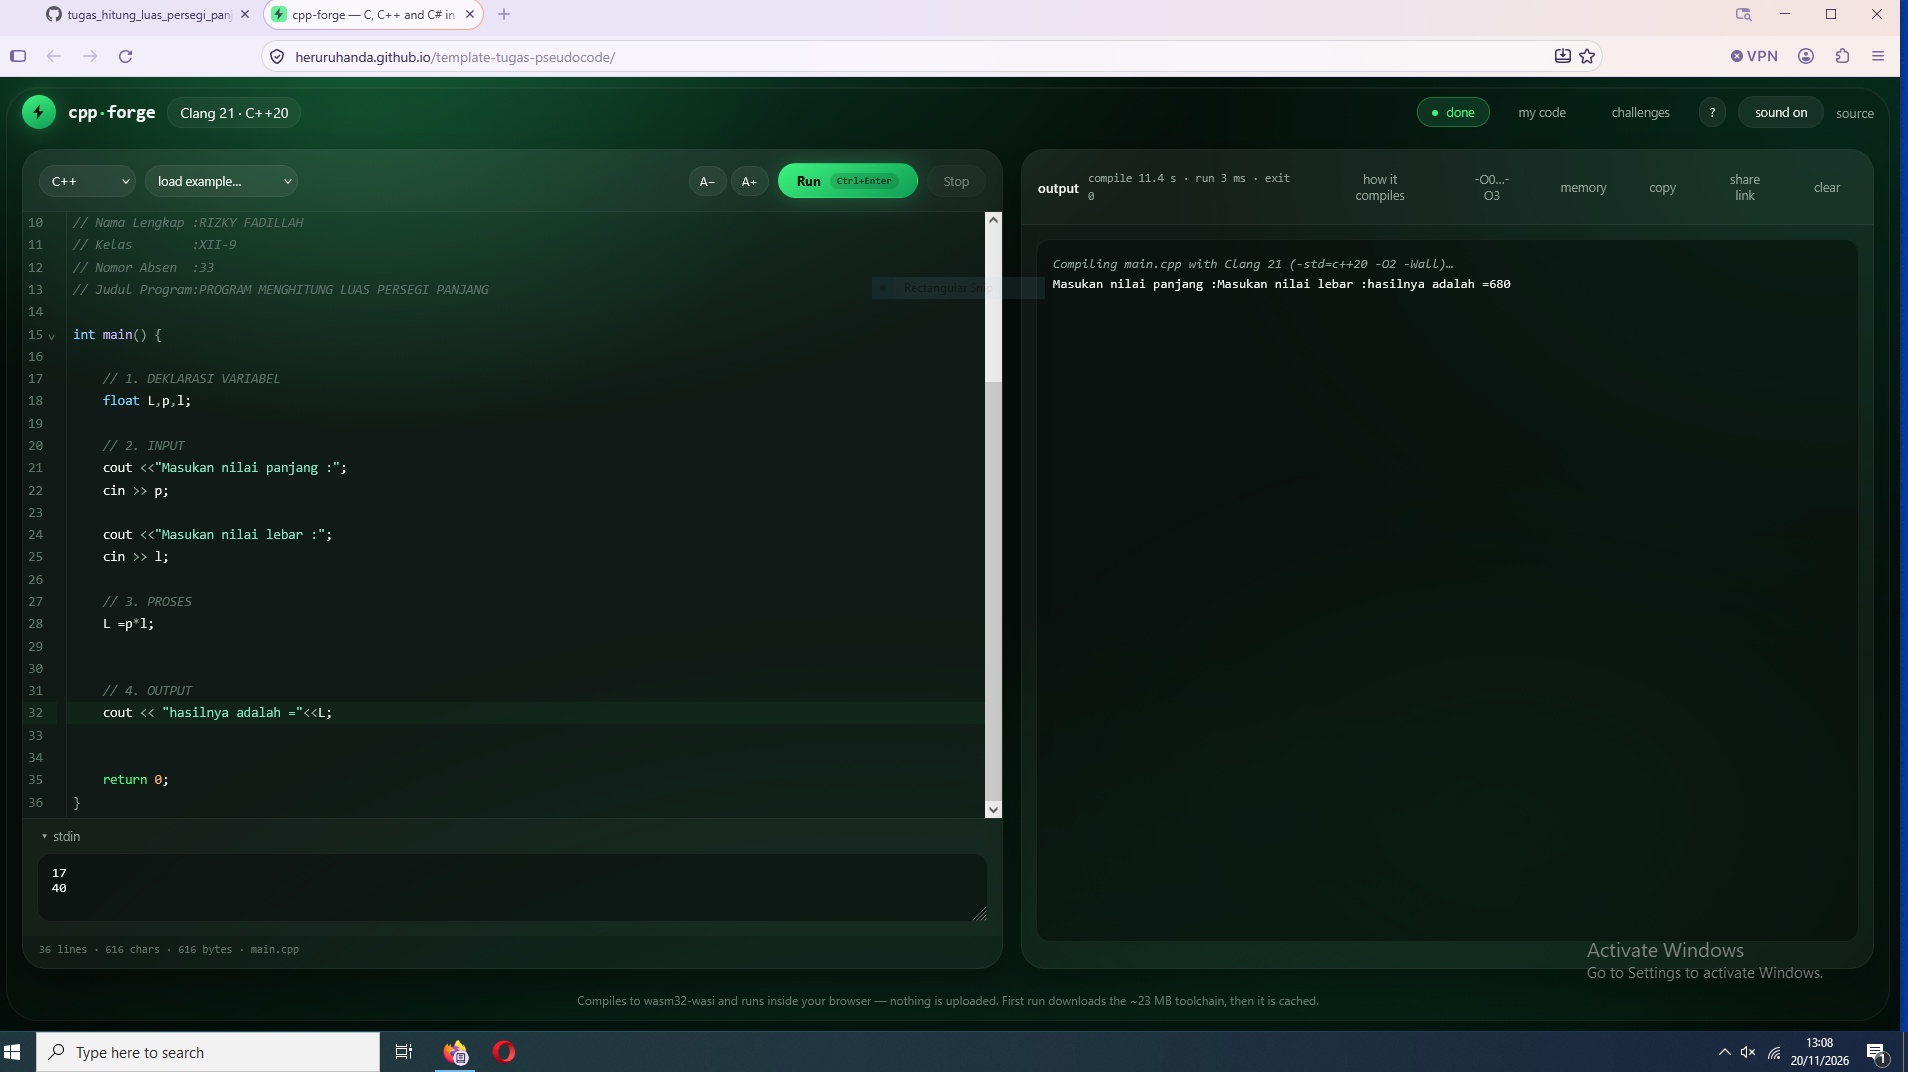 tugas_hitung_luas_persegi_panj
cpp-forge — C, C++ and C# in
heruruhanda.github.io/template-tugas-pseudocode/
VPN
cpp·forge
Clang 21 · C++20
done
my code
challenges
?
sound on
source
C++
load example...
A−
A+
Run Ctrl+Enter
Stop
10 // Nama Lengkap :RIZKY FADILLAH
11 // Kelas        :XII-9
12 // Nomor Absen  :33
13 // Judul Program:PROGRAM MENGHITUNG LUAS PERSEGI PANJANG
14
15 int main() {
16
17     // 1. DEKLARASI VARIABEL
18     float L,p,l;
19
20     // 2. INPUT
21     cout <<"Masukan nilai panjang :";
22     cin >> p;
23
24     cout <<"Masukan nilai lebar :";
25     cin >> l;
26
27     // 3. PROSES
28     L =p*l;
29
30
31     // 4. OUTPUT
32     cout << "hasilnya adalah ="<<L;
33
34
35     return 0;
36 }
Rectangular Snip
stdin
17
40
36 lines · 616 chars · 616 bytes · main.cpp
output
compile 11.4 s · run 3 ms · exit
0
how it
compiles
-O0...-
O3
memory
copy
share
link
clear
Compiling main.cpp with Clang 21 (-std=c++20 -O2 -Wall)…
Masukan nilai panjang :Masukan nilai lebar :hasilnya adalah =680
Activate Windows
Go to Settings to activate Windows.
Compiles to wasm32-wasi and runs inside your browser — nothing is uploaded. First run downloads the ~23 MB toolchain, then it is cached.
Type here to search
13:08
20/11/2026
1